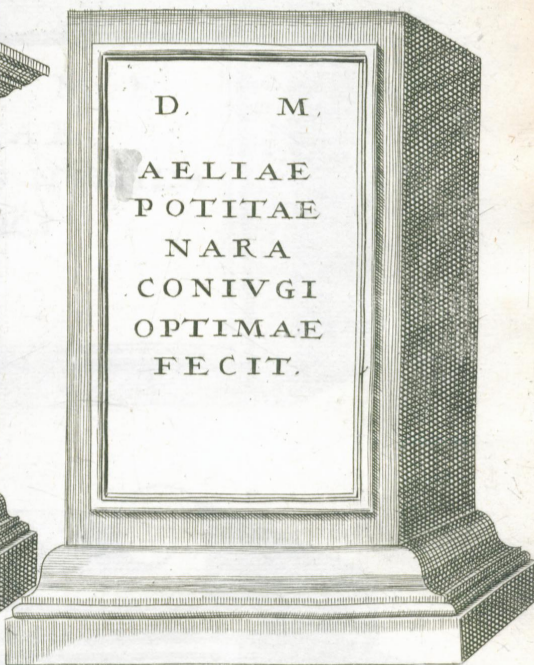 D. M.
AELIAE
POTITAE
NARA
CONIVGI
OPTIMAE
FECIT.